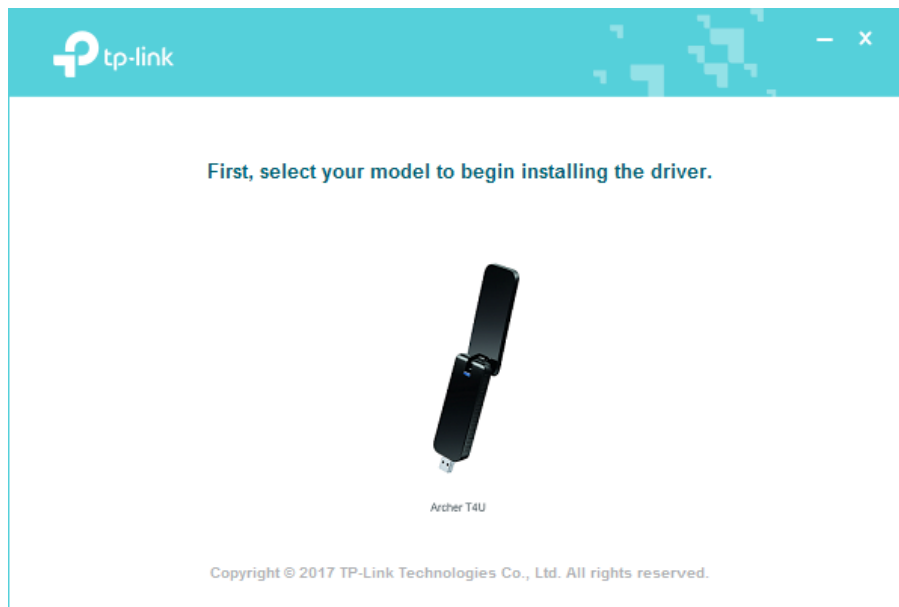 tp-link
First, select your model to begin installing the driver.
Archer T4U
Copyright © 2017 TP-Link Technologies Co., Ltd. All rights reserved.